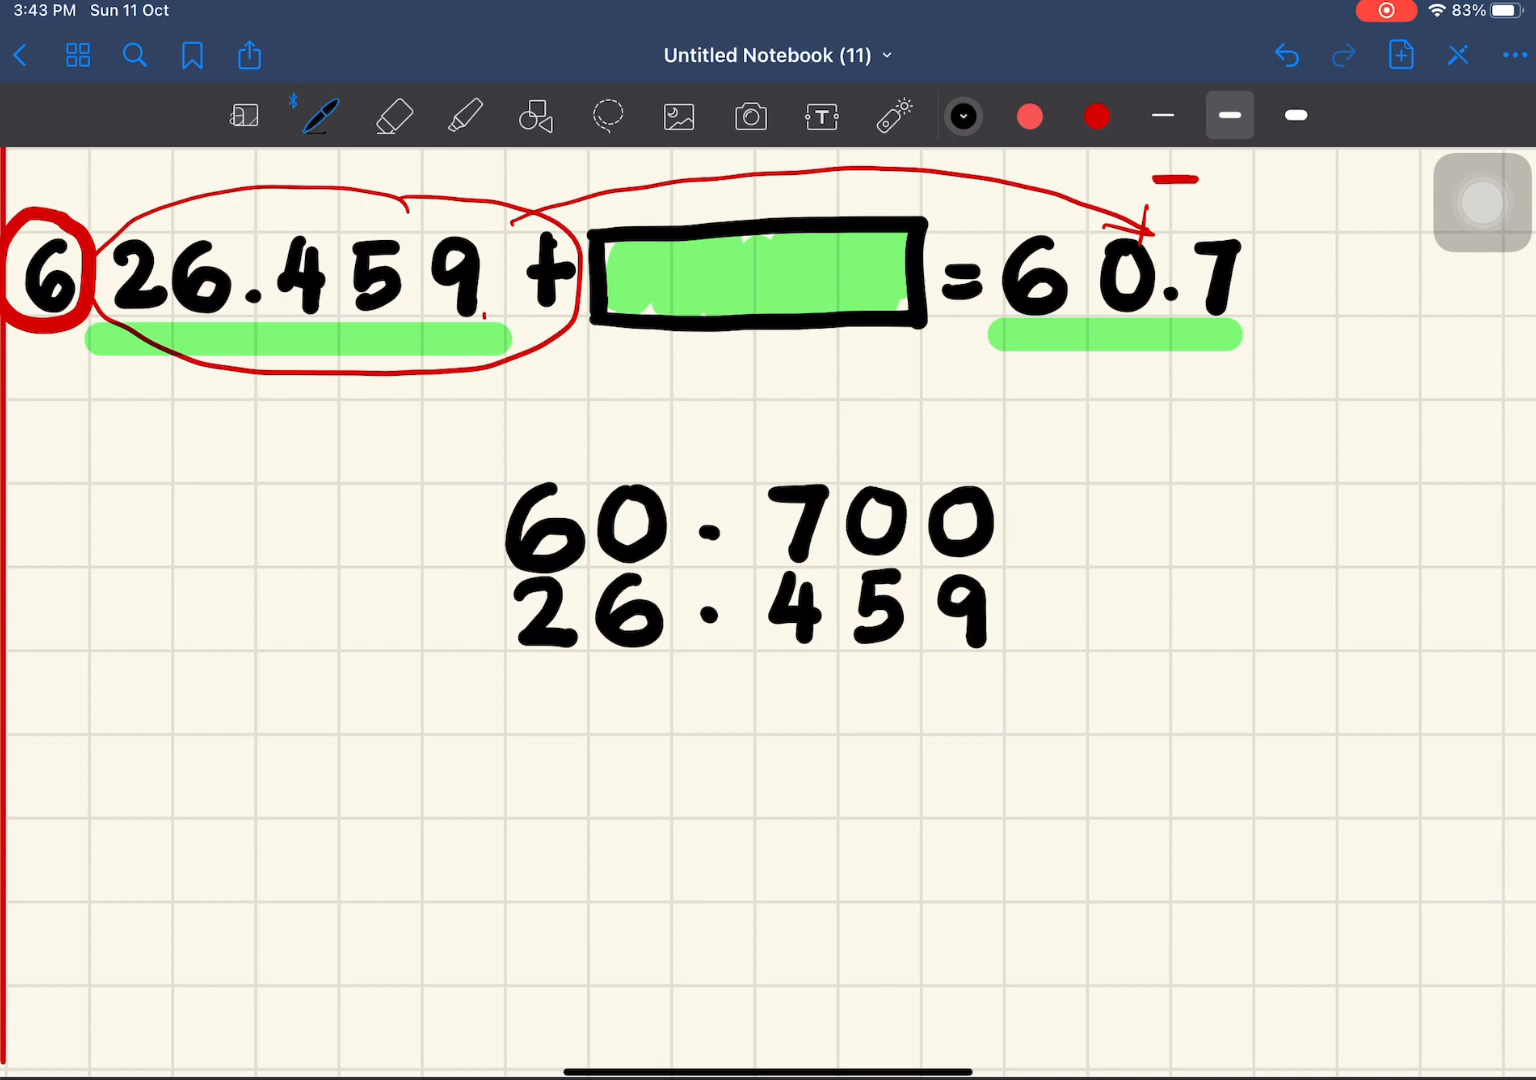 3:43 PM Sun 11 Oct
83%
Untitled Notebook (11)
6 26.459 + = 60.7
60.700
26.459